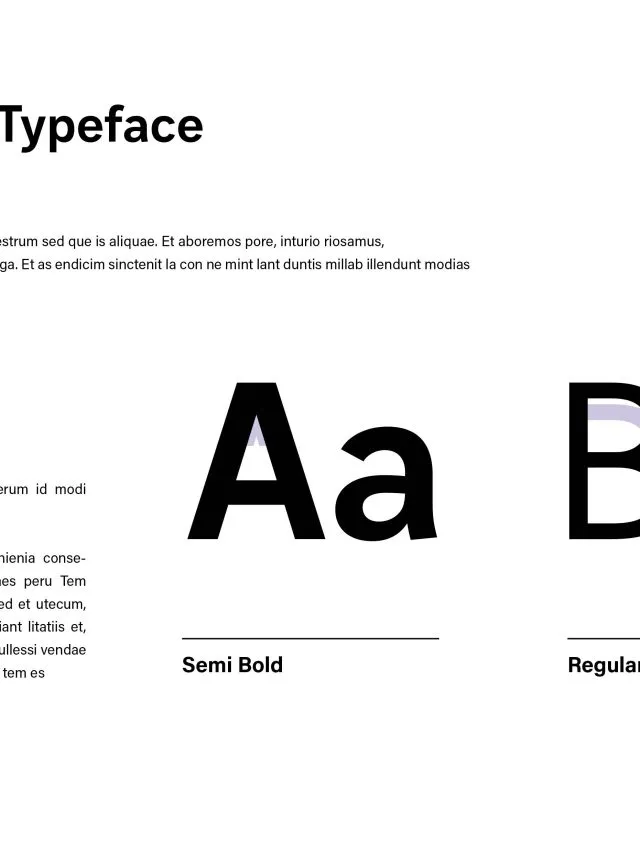 Typeface
estrum sed que is aliquae. Et aboremos pore, inturio riosamus,
ga. Et as endicim sinctenit la con ne mint lant duntis millab illendunt modias
erum id modi
nienia conse-
es peru Tem
ed et utecum,
iant litatiis et,
ullessi vendae
tem es
Aa
B
Semi Bold
Regular